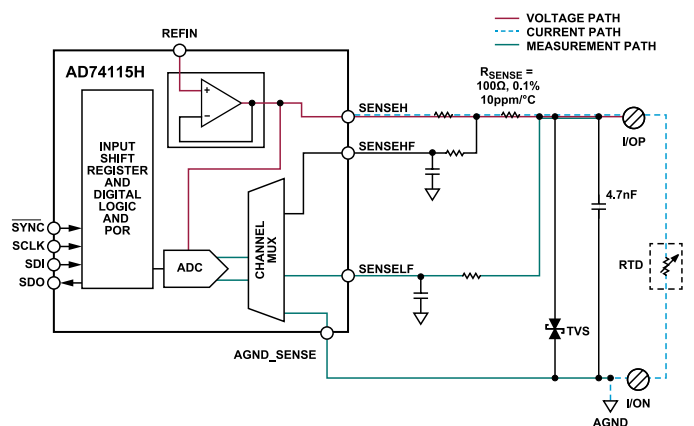 REFIN
VOLTAGE PATH
CURRENT PATH
MEASUREMENT PATH
AD74115H
RSENSE =
100Ω, 0.1%
10ppm/°C
SENSEH
I/OP
INPUT
SHIFT
REGISTER
AND
DIGITAL
LOGIC
AND
POR
SENSEHF
4.7nF
SYNC
SCLK
SDI
SDO
ADC
CHANNEL
MUX
SENSELF
RTD
TVS
AGND_SENSE
I/ON
AGND